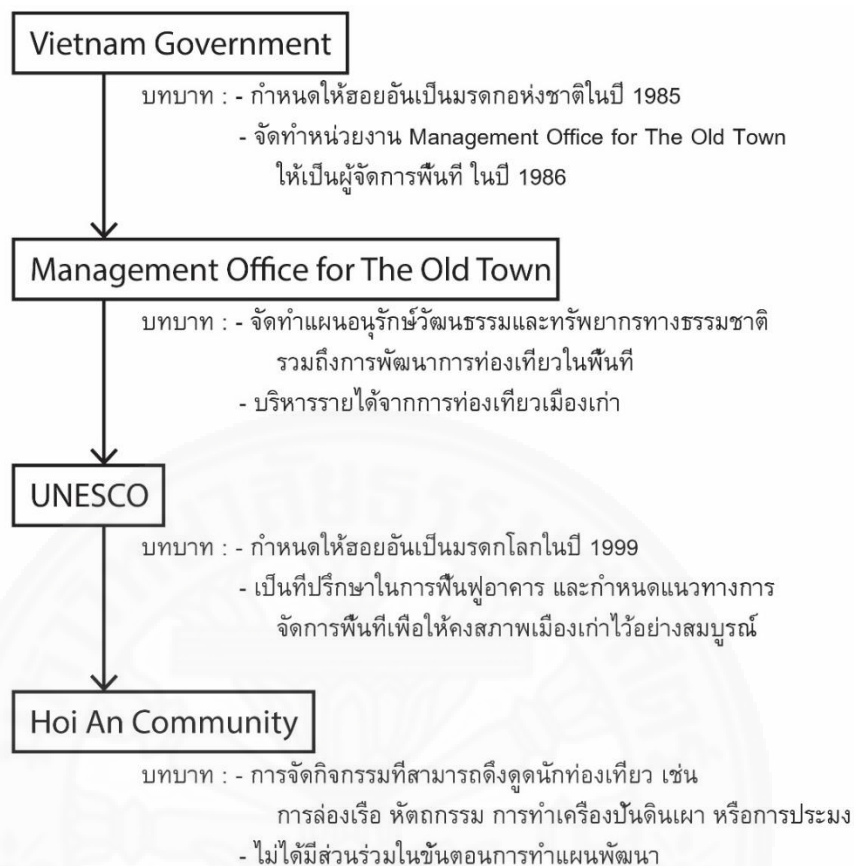 Vietnam Government
บทบาท : - กำหนดให้ฮอยอันเป็นมรดกอห่งชาติในปี 1985
- จัดทำหน่วยงาน Management Office for The Old Town
ให้เป็นผู้จัดการพื้นที ในปี 1986
Management Office for The Old Town
บทบาท : - จัดทำแผนอนุรักษ์วัฒนธรรมและทรัพยากรทางธรรมชาติ
รวมถึงการพัฒนาการท่องเทียวในพื้นที
- บริหารรายได้จากการท่องเทียวเมืองเก่า
UNESCO
บทบาท : - กำหนดให้ฮอยอันเป็นมรดกโลกในปี 1999
- เป็นทีปรึกษาในการฟื้นฟูอาคาร และกำหนดแนวทางการ
จัดการพื้นทีเพือให้คงสภาพเมืองเก่าไว้อย่างสมบูรณ์
Hoi An Community
บทบาท : - การจัดกิจกรรมทีสามารถดึงดูดนักท่องเทียว เช่น
การล่องเรือ หัตถกรรม การทำเครืองปั้นดินเผา หรือการประมง
- ไม่ได้มีส่วนร่วมในขั้นตอนการทำแผนพัฒนา